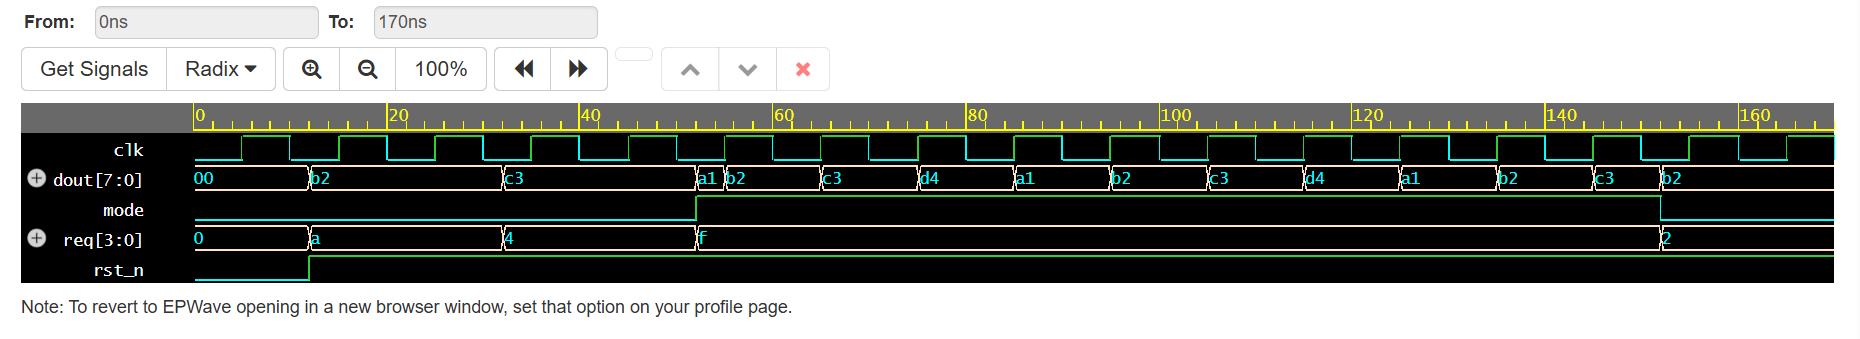 From: 0ns To: 170ns
Get Signals Radix 100%
0 20 40 60 80 100 120 140 160
clk
dout[7:0] 00 b2 c3 a1 b2 c3 d4 a1 b2 c3 d4 a1 b2 c3 b2
mode
req[3:0] 0 a 4 f 2
rst_n
Note: To revert to EPWave opening in a new browser window, set that option on your profile page.